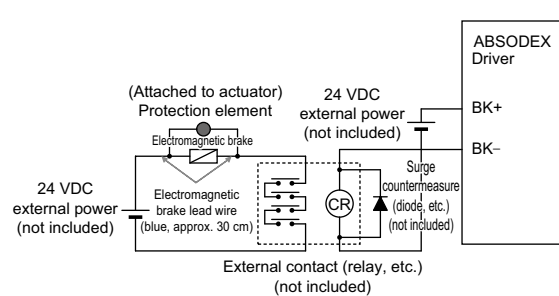 ABSODEX
Driver
(Attached to actuator)
Protection element
24 VDC
external power
(not included)
BK+
Electromagnetic brake
BK−
24 VDC
external power
(not included)
Electromagnetic
brake lead wire
(blue, approx. 30 cm)
CR
Surge
countermeasure
(diode, etc.)
(not included)
External contact (relay, etc.)
(not included)